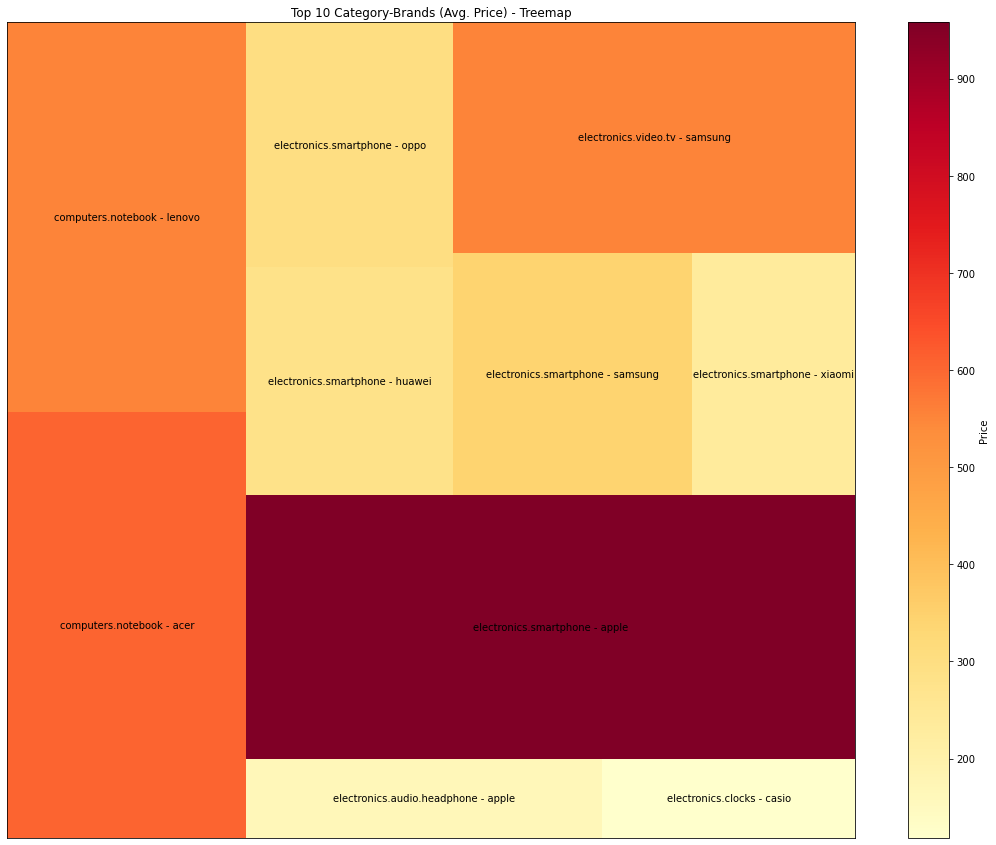 Top 10 Category-Brands (Avg. Price) - Treemap
electronics.smartphone - oppo
electronics.video.tv - samsung
computers.notebook - lenovo
electronics.smartphone - huawei
electronics.smartphone - samsung
electronics.smartphone - xiaomi
computers.notebook - acer
electronics.smartphone - apple
electronics.audio.headphone - apple
electronics.clocks - casio
900
800
700
600
500
400
300
200
Price